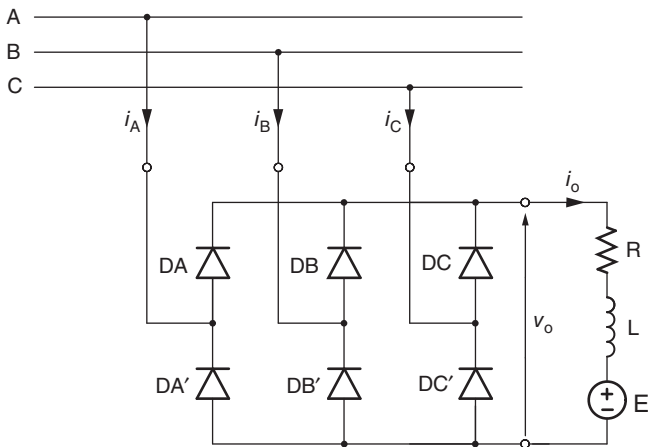 A
B
C
iA iB iC
io
DA DB DC R
vo L
DA′ DB′ DC′
E